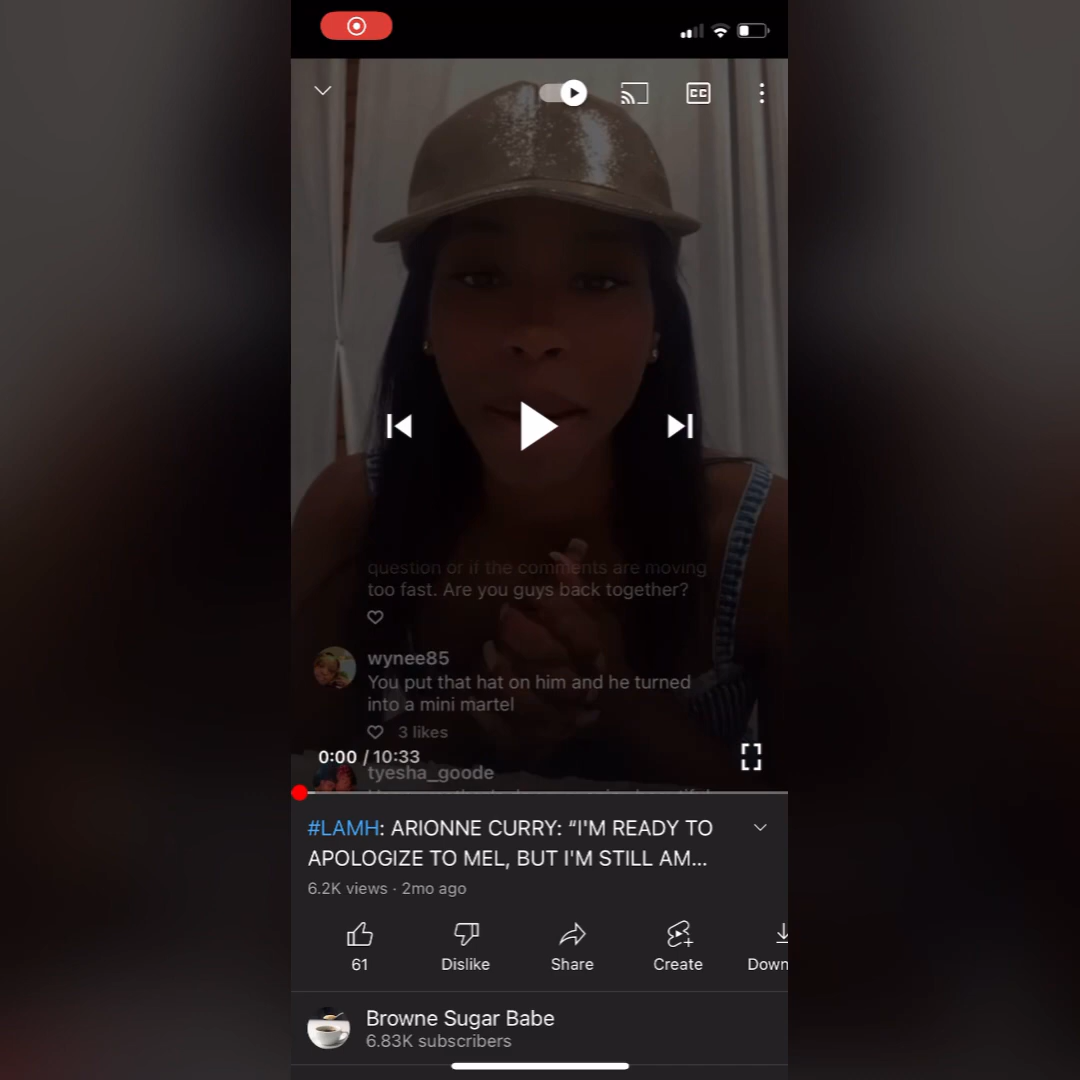 CC
question or if the comments are moving
too fast. Are you guys back together?
wynee85
You put that hat on him and he turned
into a mini martel
3 likes
0:00 / 10:33
tyesha_goode
#LAMH: ARIONNE CURRY: “I'M READY TO
APOLOGIZE TO MEL, BUT I'M STILL AM...
6.2K views · 2mo ago
61
Dislike
Share
Create
Down
Browne Sugar Babe
6.83K subscribers